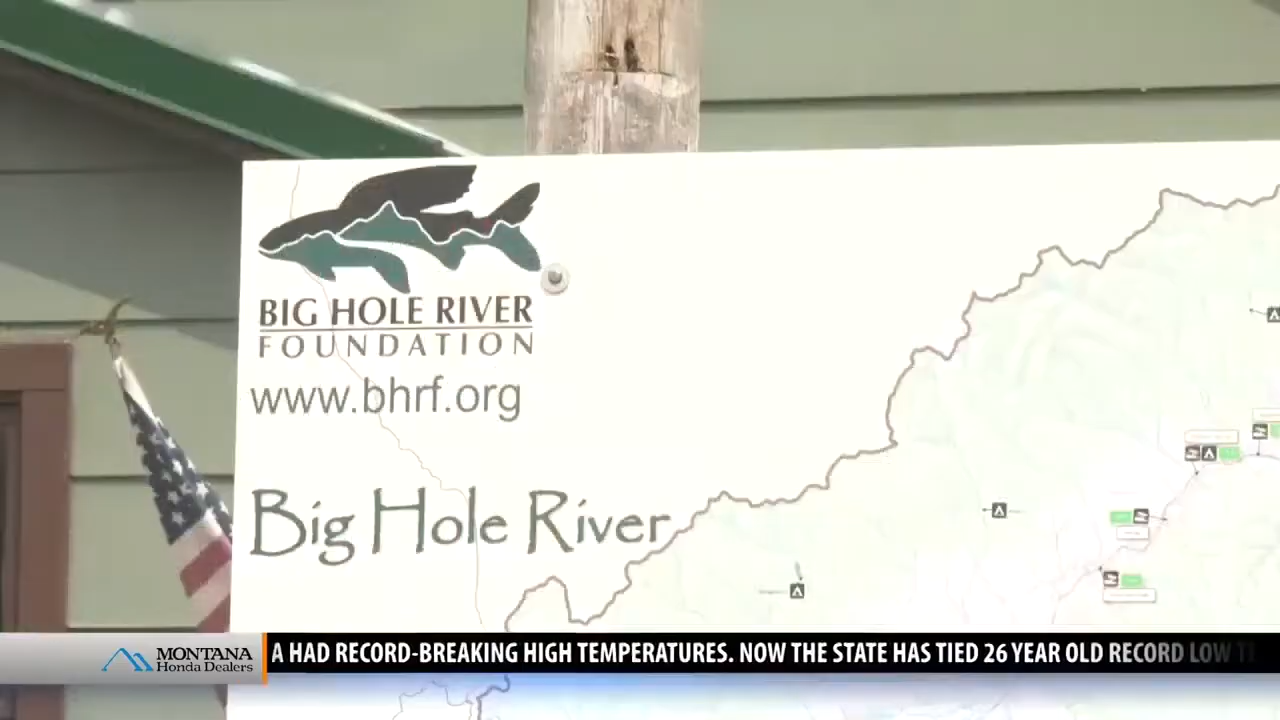 BIG HOLE RIVER
FOUNDATION
www.bhrf.org
Big Hole River
MONTANA
Honda Dealers
A HAD RECORD-BREAKING HIGH TEMPERATURES. NOW THE STATE HAS TIED 26 YEAR OLD RECORD LOW